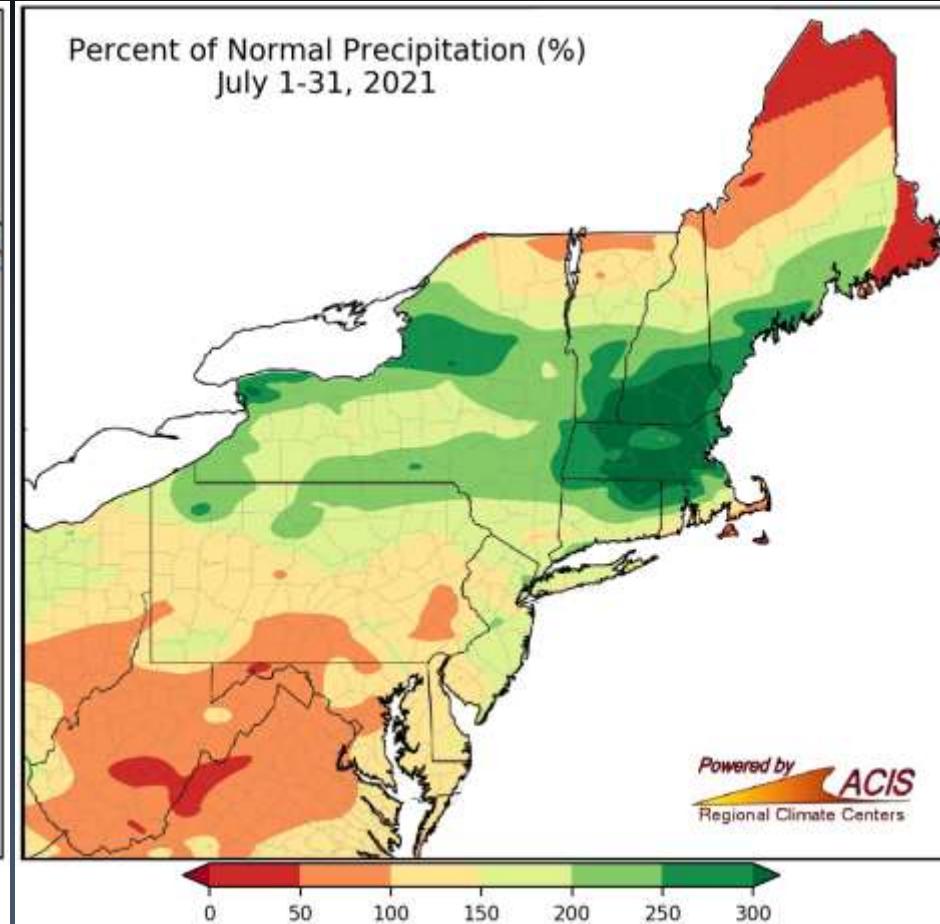 Percent of Normal Precipitation (%)
July 1-31, 2021
Powered by
ACIS
Regional Climate Centers
0 50 100 150 200 250 300